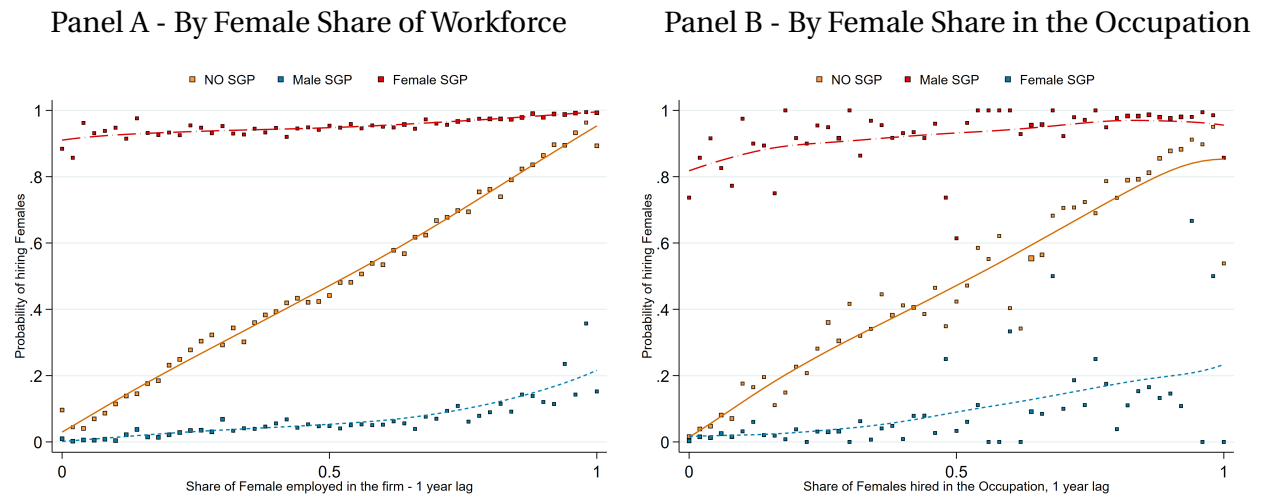 Panel A - By Female Share of Workforce
NO SGP Male SGP Female SGP
Probability of hiring Females
1
.8
.6
.4
.2
0
0 0.5 1
Share of Female employed in the firm - 1 year lag
Panel B - By Female Share in the Occupation
NO SGP Male SGP Female SGP
Probability of hiring Females
1
.8
.6
.4
.2
0
0 0.5 1
Share of Females hired in the Occupation, 1 year lag